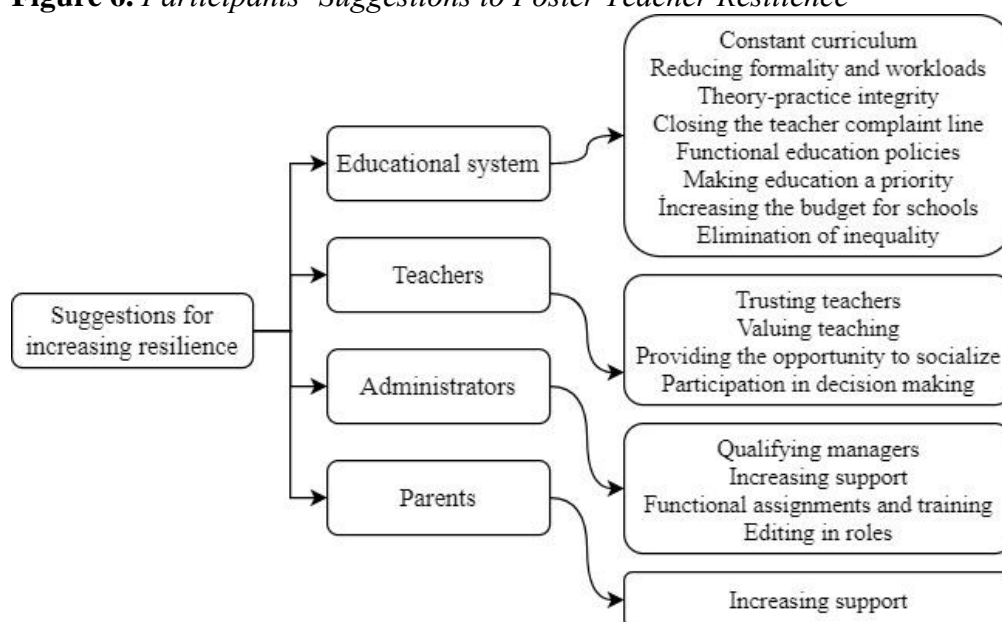 Figure 6. Participants' Suggestions to Foster Teacher Resilience
Suggestions for
increasing resilience
Educational system
Teachers
Administrators
Parents
Constant curriculum
Reducing formality and workloads
Theory-practice integrity
Closing the teacher complaint line
Functional education policies
Making education a priority
İncreasing the budget for schools
Elimination of inequality
Trusting teachers
Valuing teaching
Providing the opportunity to socialize
Participation in decision making
Qualifying managers
Increasing support
Functional assignments and training
Editing in roles
Increasing support